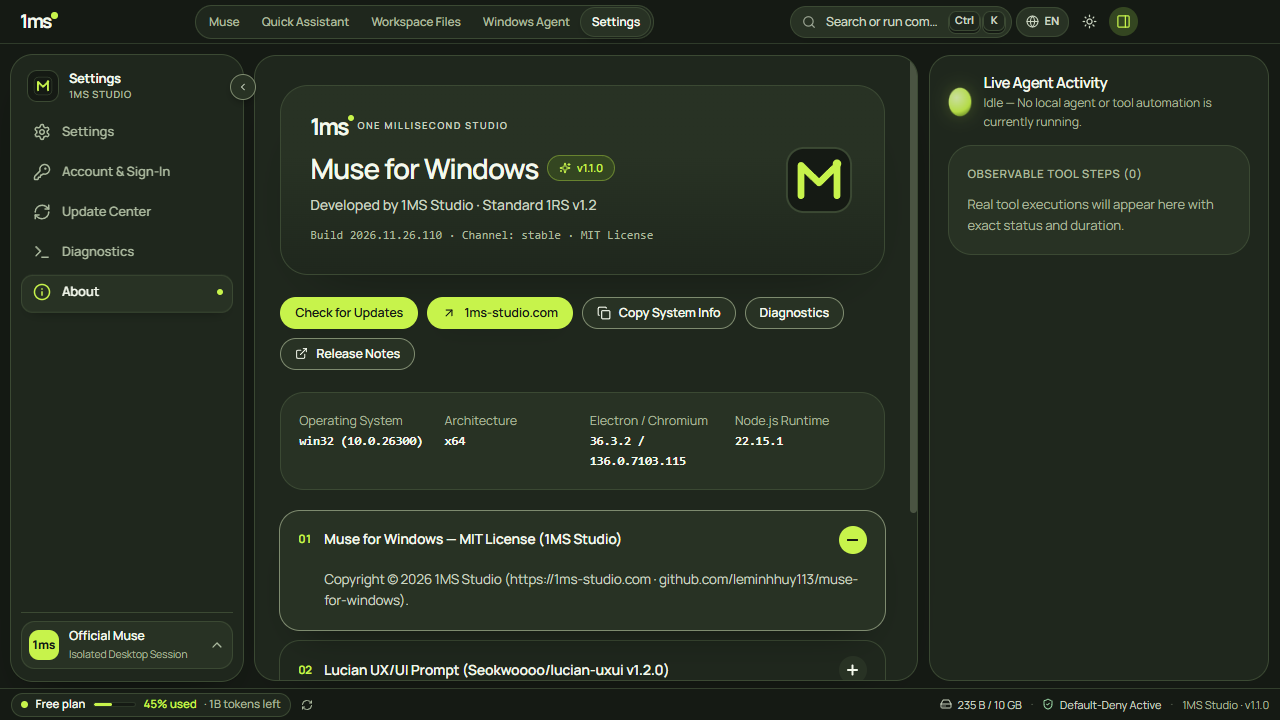 1ms
Muse
Quick Assistant
Workspace Files
Windows Agent
Settings
Search or run com…
Ctrl
K
EN
Settings
1MS STUDIO
Settings
Account & Sign-In
Update Center
Diagnostics
About
Official Muse
Isolated Desktop Session
1ms
1ms ONE MILLISECOND STUDIO
Muse for Windows
v1.1.0
Developed by 1MS Studio · Standard 1RS v1.2
Build 2026.11.26.110 · Channel: stable · MIT License
Check for Updates
1ms-studio.com
Copy System Info
Diagnostics
Release Notes
Operating System
win32 (10.0.26300)
Architecture
x64
Electron / Chromium
36.3.2 /
136.0.7103.115
Node.js Runtime
22.15.1
01 Muse for Windows — MIT License (1MS Studio)
Copyright © 2026 1MS Studio (https://1ms-studio.com · github.com/leminhhuy113/muse-
for-windows).
02 Lucian UX/UI Prompt (Seokwoooo/lucian-uxui v1.2.0)
Live Agent Activity
Idle — No local agent or tool automation is
currently running.
OBSERVABLE TOOL STEPS (0)
Real tool executions will appear here with
exact status and duration.
Free plan
45% used · 1B tokens left
235 B / 10 GB
· Default-Deny Active
· 1MS Studio · v1.1.0